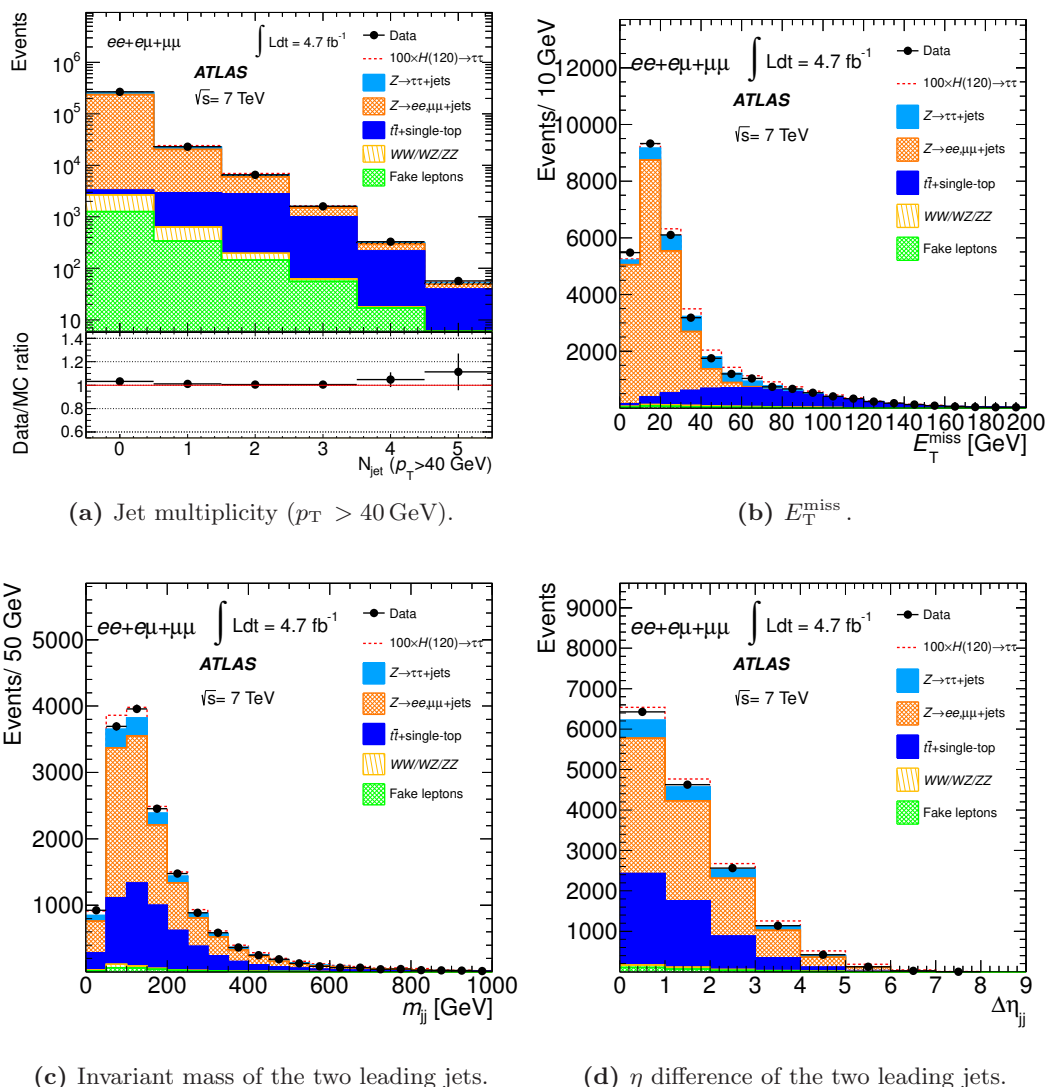 Events
10⁶
10⁵
10⁴
10³
10²
10
ee+eμ+μμ
∫ Ldt = 4.7 fb⁻¹
ATLAS
√s= 7 TeV
Data
100×H(120)→ττ
Z→ττ+jets
Z→ee,μμ+jets
tt̄+single-top
WW/WZ/ZZ
Fake leptons
Data/MC ratio
1.4
1.2
1
0.8
0.6
0 1 2 3 4 5
N_jet (p_T>40 GeV)
(a) Jet multiplicity (p_T > 40 GeV).
Events/ 10 GeV
12000
10000
8000
6000
4000
2000
ee+eμ+μμ ∫ Ldt = 4.7 fb⁻¹
ATLAS
√s= 7 TeV
Data
100×H(120)→ττ
Z→ττ+jets
Z→ee,μμ+jets
tt̄+single-top
WW/WZ/ZZ
Fake leptons
0 20 40 60 80 100 120 140 160 180 200
E_T^miss [GeV]
(b) E_T^miss.
Events/ 50 GeV
5000
4000
3000
2000
1000
ee+eμ+μμ ∫ Ldt = 4.7 fb⁻¹
ATLAS
√s= 7 TeV
Data
100×H(120)→ττ
Z→ττ+jets
Z→ee,μμ+jets
tt̄+single-top
WW/WZ/ZZ
Fake leptons
0 200 400 600 800 1000
m_jj [GeV]
(c) Invariant mass of the two leading jets.
Events
9000
8000
7000
6000
5000
4000
3000
2000
1000
ee+eμ+μμ ∫ Ldt = 4.7 fb⁻¹
ATLAS
√s= 7 TeV
Data
100×H(120)→ττ
Z→ττ+jets
Z→ee,μμ+jets
tt̄+single-top
WW/WZ/ZZ
Fake leptons
0 1 2 3 4 5 6 7 8 9
Δη_jj
(d) η difference of the two leading jets.